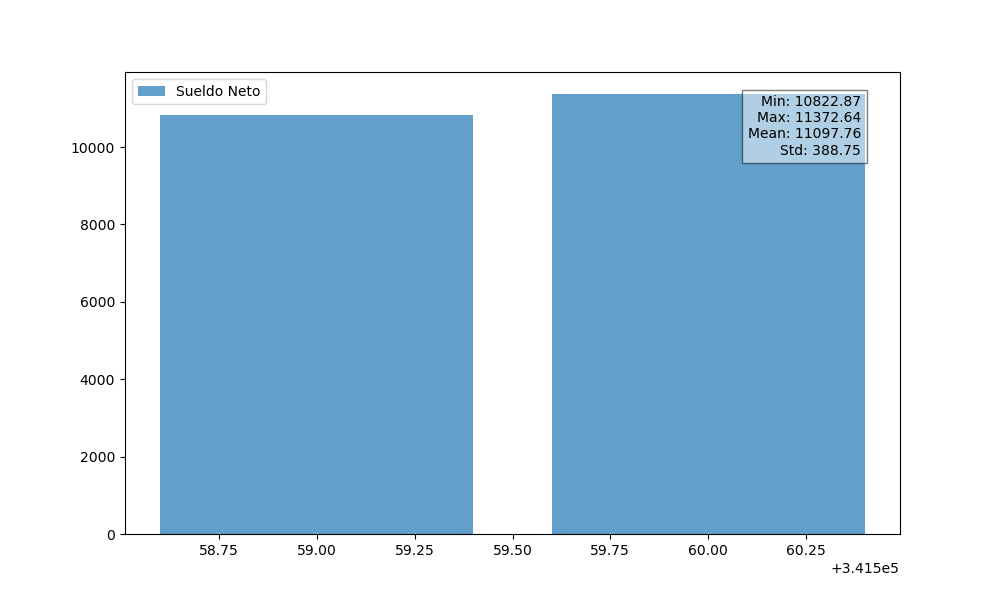 Sueldo Neto
Min: 10822.87
Max: 11372.64
Mean: 11097.76
Std: 388.75
10000
8000
6000
4000
2000
0
58.75 59.00 59.25 59.50 59.75 60.00 60.25
+3.415e5